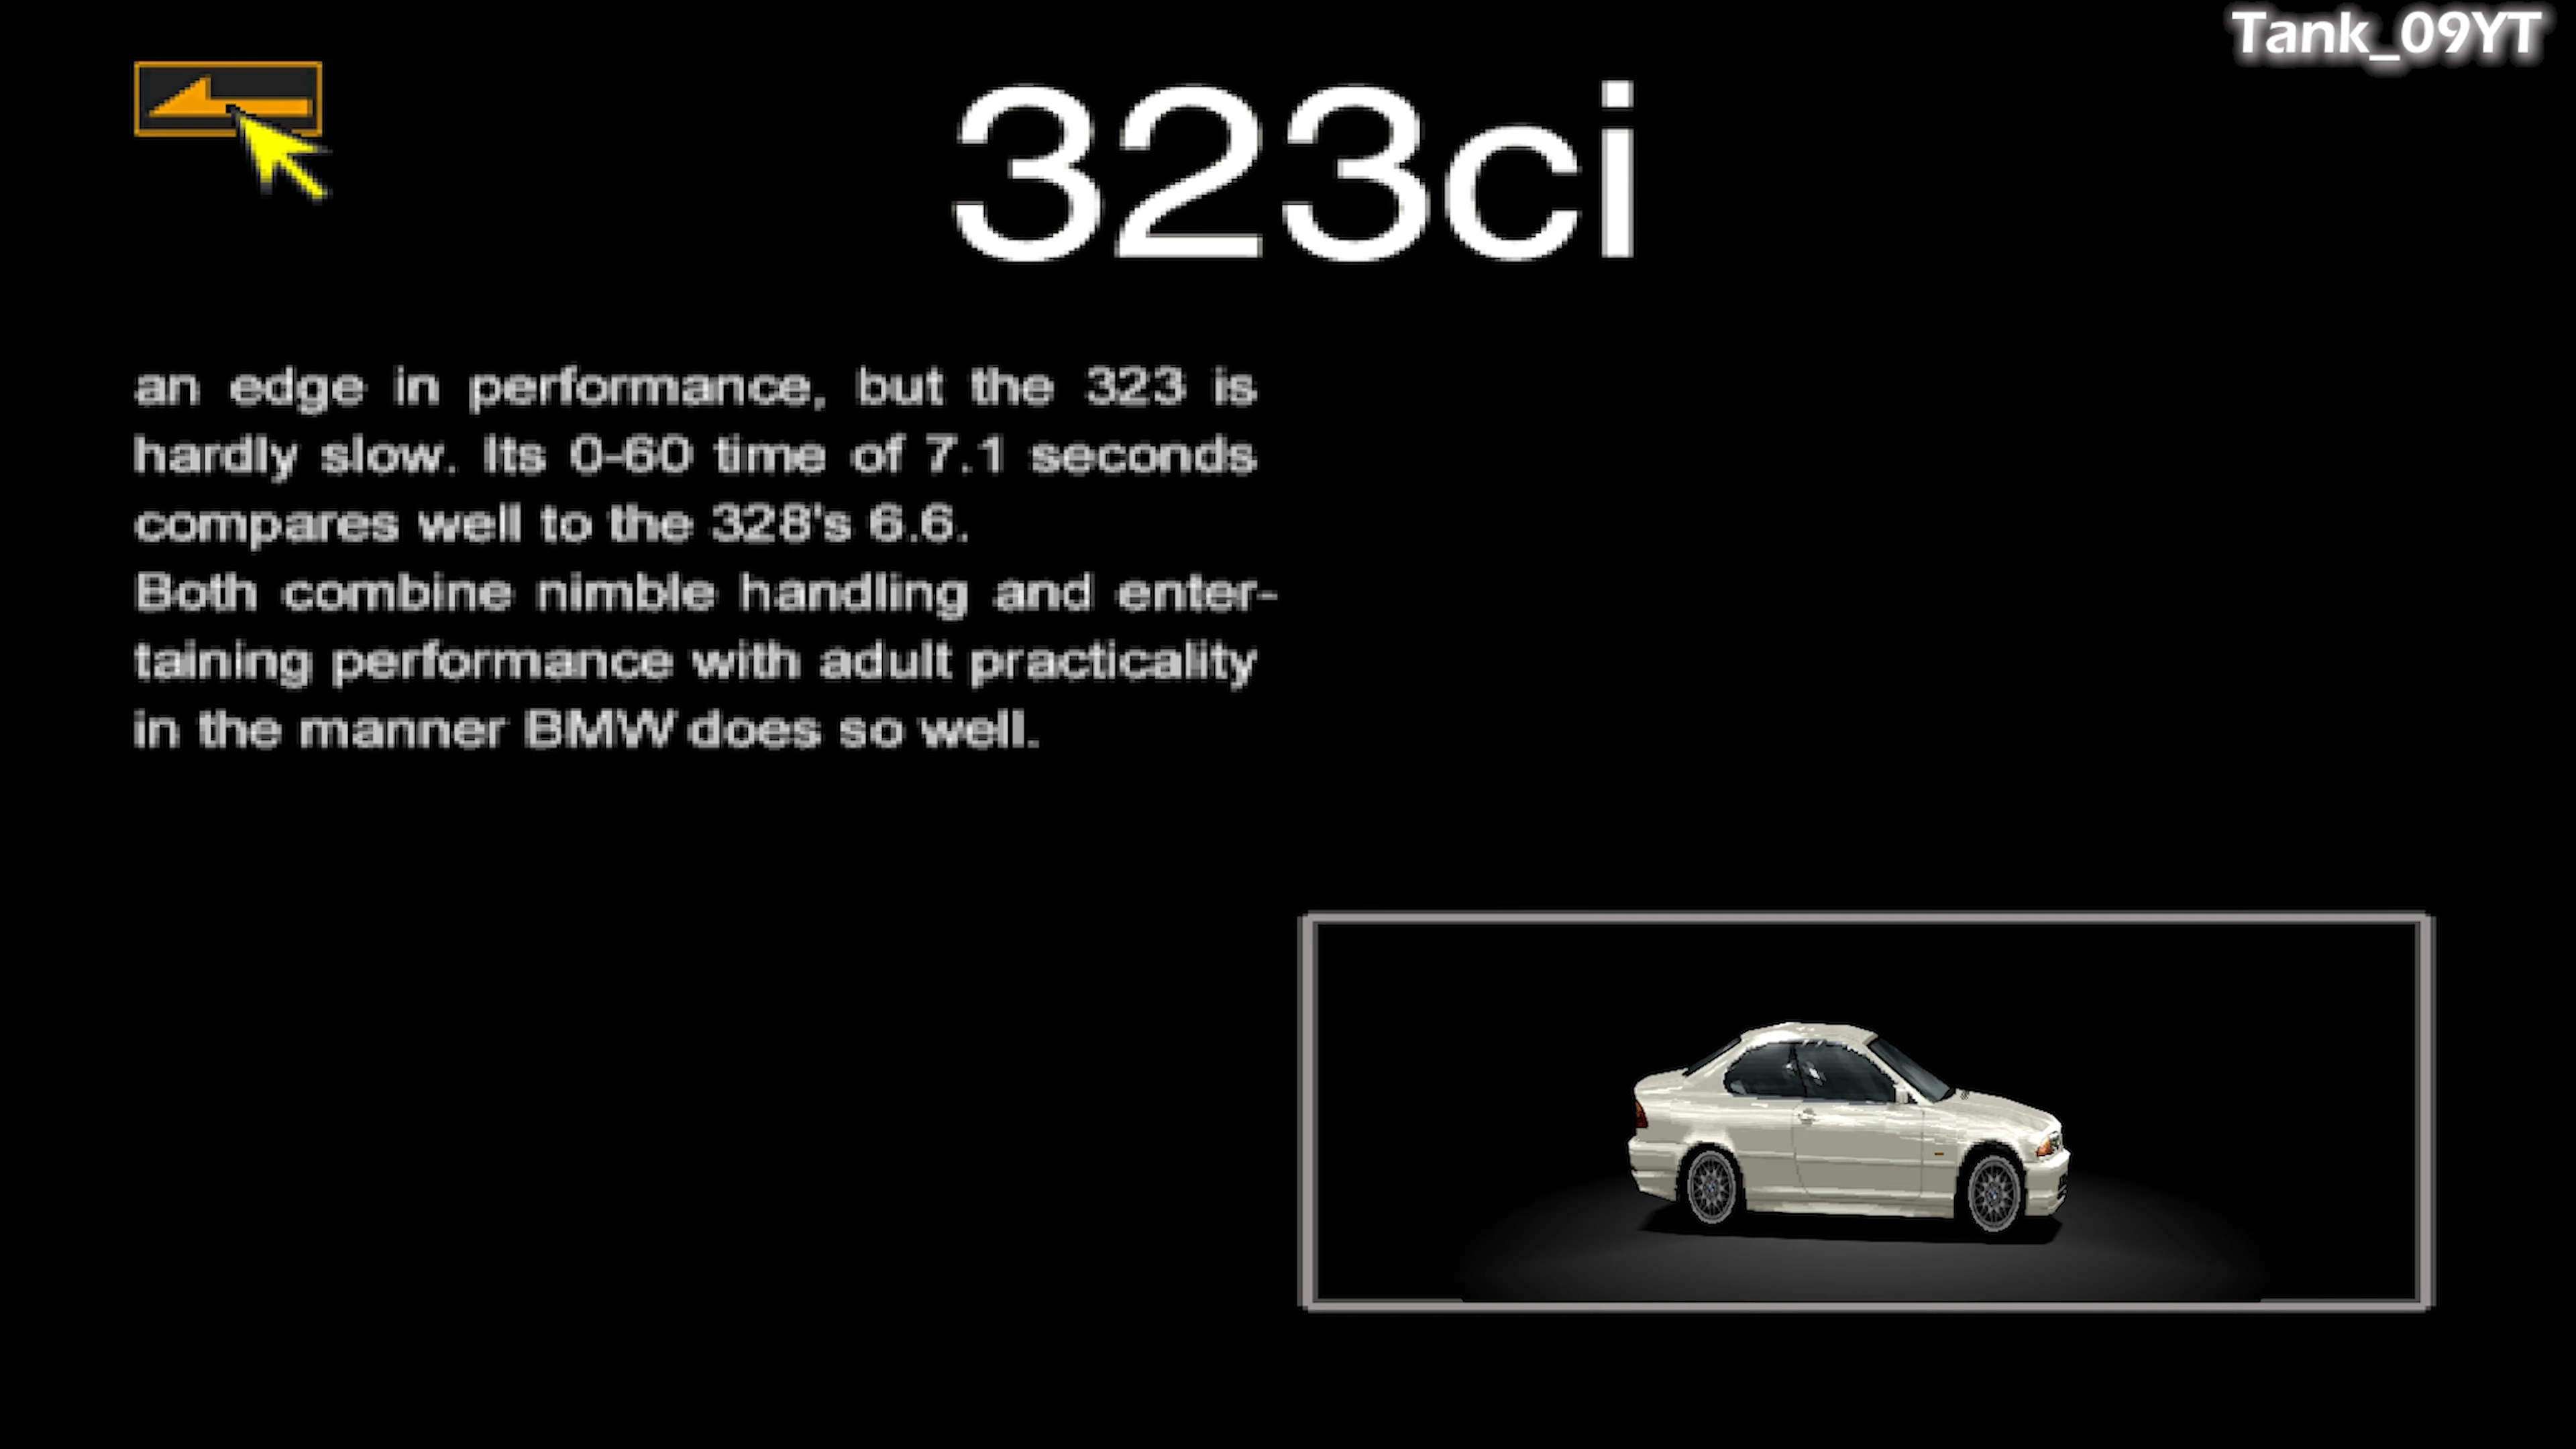 Tank_09YT
323ci
an edge in performance, but the 323 is
hardly slow. Its 0-60 time of 7.1 seconds
compares well to the 328's 6.6.
Both combine nimble handling and enter-
taining performance with adult practicality
in the manner BMW does so well.